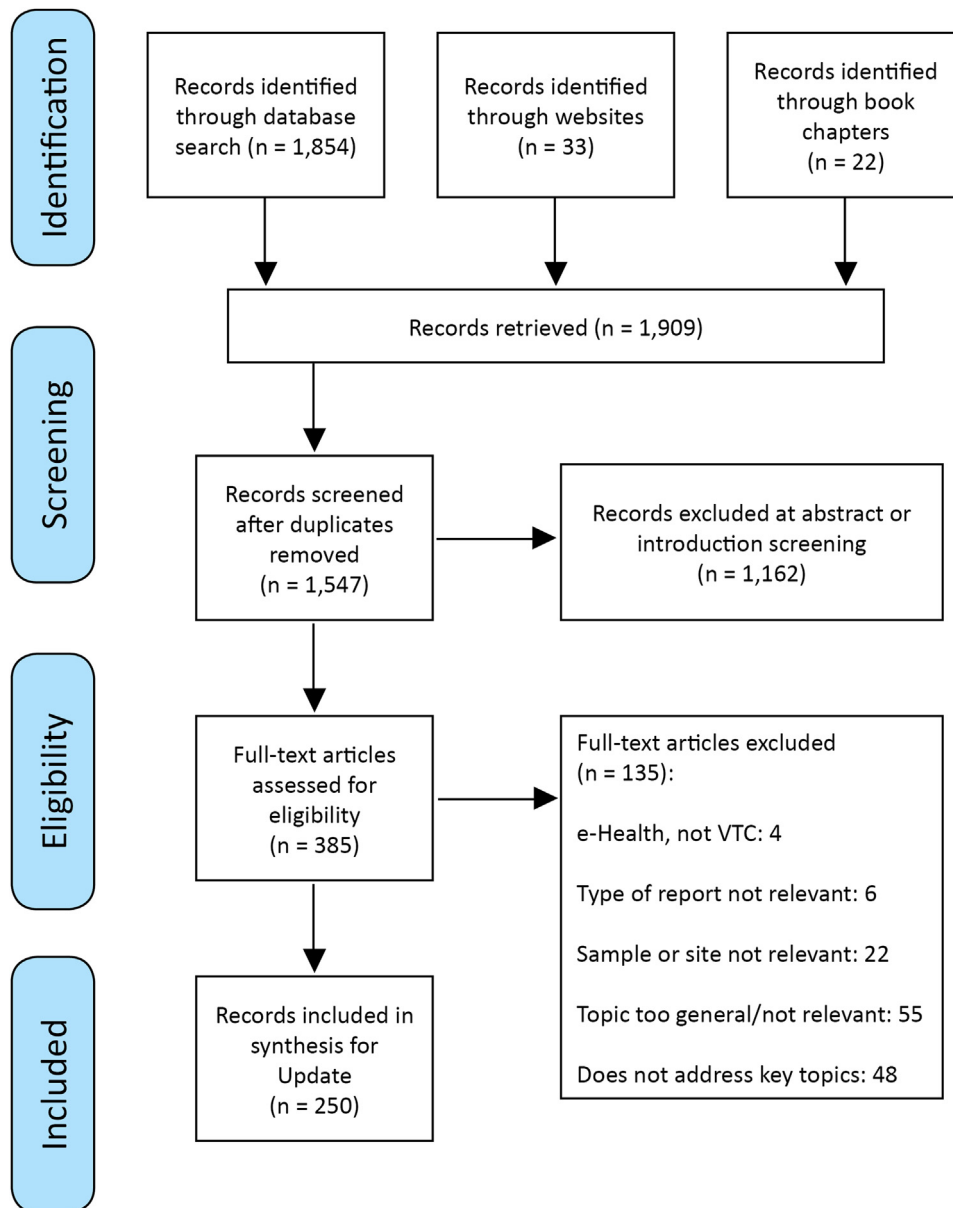 Identification
Records identified
through database
search (n = 1,854)
Records identified
through websites
(n = 33)
Records identified
through book
chapters
(n = 22)
Records retrieved (n = 1,909)
Screening
Records screened
after duplicates
removed
(n = 1,547)
Records excluded at abstract or
introduction screening
(n = 1,162)
Eligibility
Full-text articles
assessed for
eligibility
(n = 385)
Full-text articles excluded
(n = 135):
e-Health, not VTC: 4
Type of report not relevant: 6
Sample or site not relevant: 22
Topic too general/not relevant: 55
Does not address key topics: 48
Included
Records included in
synthesis for
Update
(n = 250)